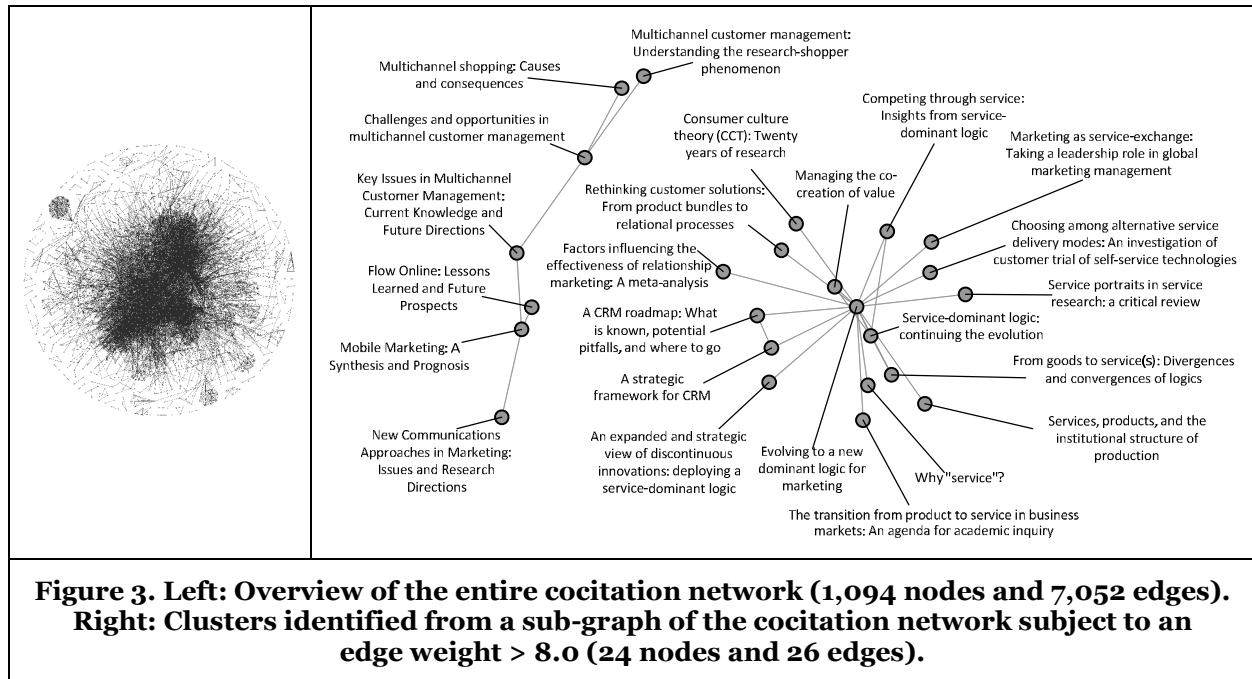 Multichannel customer management:
Understanding the research-shopper
phenomenon
Multichannel shopping: Causes
and consequences
Challenges and opportunities in
multichannel customer management
Key Issues in Multichannel
Customer Management:
Current Knowledge and
Future Directions
Flow Online: Lessons
Learned and Future
Prospects
Mobile Marketing: A
Synthesis and Prognosis
New Communications
Approaches in Marketing:
Issues and Research
Directions
Consumer culture
theory (CCT): Twenty
years of research
Competing through service:
Insights from service-
dominant logic
Marketing as service-exchange:
Taking a leadership role in global
marketing management
Managing the co-
creation of value
Rethinking customer solutions:
From product bundles to
relational processes
Choosing among alternative service
delivery modes: An investigation of
customer trial of self-service technologies
Factors influencing the
effectiveness of relationship
marketing: A meta-analysis
Service portraits in service
research: a critical review
A CRM roadmap: What
is known, potential
pitfalls, and where to go
Service-dominant logic:
continuing the evolution
From goods to service(s): Divergences
and convergences of logics
A strategic
framework for CRM
Services, products, and the
institutional structure of
production
An expanded and strategic
view of discontinuous
innovations: deploying a
service-dominant logic
Evolving to a new
dominant logic for
marketing
Why "service"?
The transition from product to service in business
markets: An agenda for academic inquiry
Figure 3. Left: Overview of the entire cocitation network (1,094 nodes and 7,052 edges).
Right: Clusters identified from a sub-graph of the cocitation network subject to an
edge weight > 8.0 (24 nodes and 26 edges).